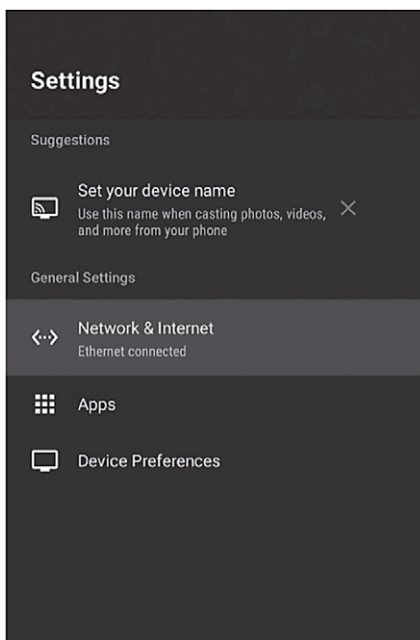 Settings
Suggestions
Set your device name
Use this name when casting photos, videos,
and more from your phone
General Settings
Network & Internet
Ethernet connected
Apps
Device Preferences